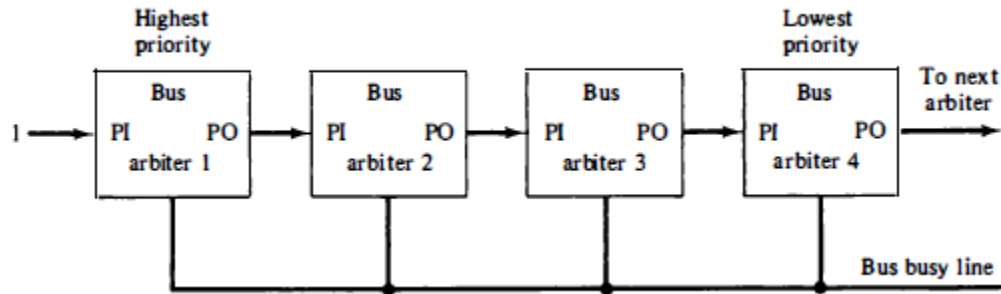 Highest
priority
Lowest
priority
Bus
Bus
Bus
Bus
To next
arbiter
1
PI
PO
PI
PO
PI
PO
PI
PO
arbiter 1
arbiter 2
arbiter 3
arbiter 4
Bus busy line